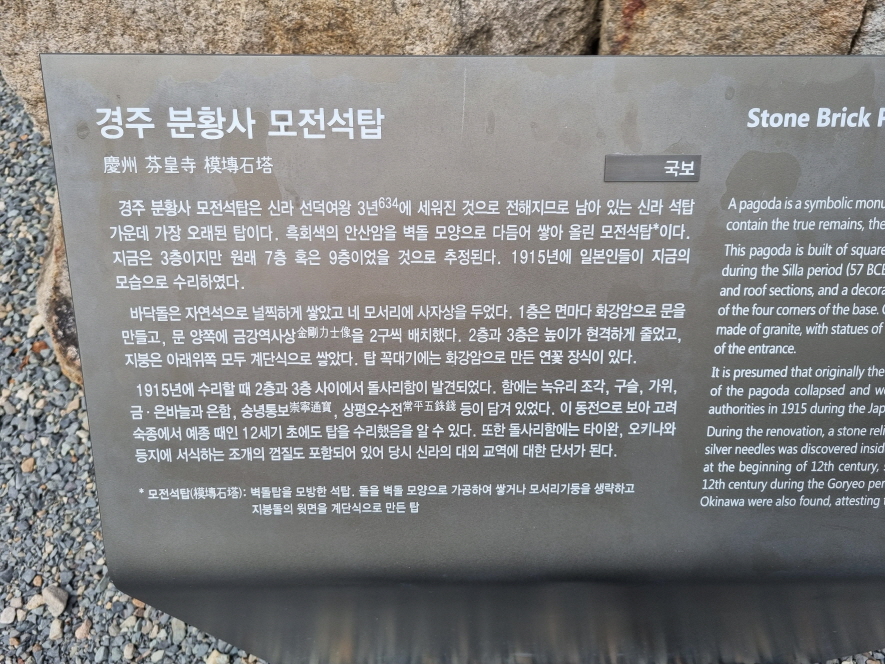 경주 분황사 모전석탑
慶州 芬皇寺 模塼石塔
국보
경주 분황사 모전석탑은 신라 선덕여왕 3년634에 세워진 것으로 전해지므로 남아 있는 신라 석탑
가운데 가장 오래된 탑이다. 흑회색의 안산암을 벽돌 모양으로 다듬어 쌓아 올린 모전석탑*이다.
지금은 3층이지만 원래 7층 혹은 9층이었을 것으로 추정된다. 1915년에 일본인들이 지금의
모습으로 수리하였다.
바닥돌은 자연석으로 널찍하게 쌓았고 네 모서리에 사자상을 두었다. 1층은 면마다 화강암으로 문을
만들고, 문 양쪽에 금강역사상金剛力士像을 2구씩 배치했다. 2층과 3층은 높이가 현격하게 줄었고,
지붕은 아래위쪽 모두 계단식으로 쌓았다. 탑 꼭대기에는 화강암으로 만든 연꽃 장식이 있다.
1915년에 수리할 때 2층과 3층 사이에서 돌사리함이 발견되었다. 함에는 녹유리 조각, 구슬, 가위,
금·은바늘과 은합, 숭녕통보崇寧通寶, 상평오수전常平五銖錢 등이 담겨 있었다. 이 동전으로 보아 고려
숙종에서 예종 때인 12세기 초에도 탑을 수리했음을 알 수 있다. 또한 돌사리함에는 타이완, 오키나와
등지에 서식하는 조개의 껍질도 포함되어 있어 당시 신라의 대외 교역에 대한 단서가 된다.
* 모전석탑(模塼石塔): 벽돌탑을 모방한 석탑. 돌을 벽돌 모양으로 가공하여 쌓거나 모서리기둥을 생략하고
지붕돌의 윗면을 계단식으로 만든 탑
Stone Brick
A pagoda is a symbolic
contain the true remains, the
This pagoda is built of square
during the Silla period (57 BCE
and roof sections, and a
of the four corners of the base.
made of granite, with statues of
of the entrance.
It is presumed that originally the
of the pagoda collapsed and
authorities in 1915 during the
During the renovation, a stone
silver needles was discovered
at the beginning of 12th century,
12th century during the Goryeo
Okinawa were also found, attesting